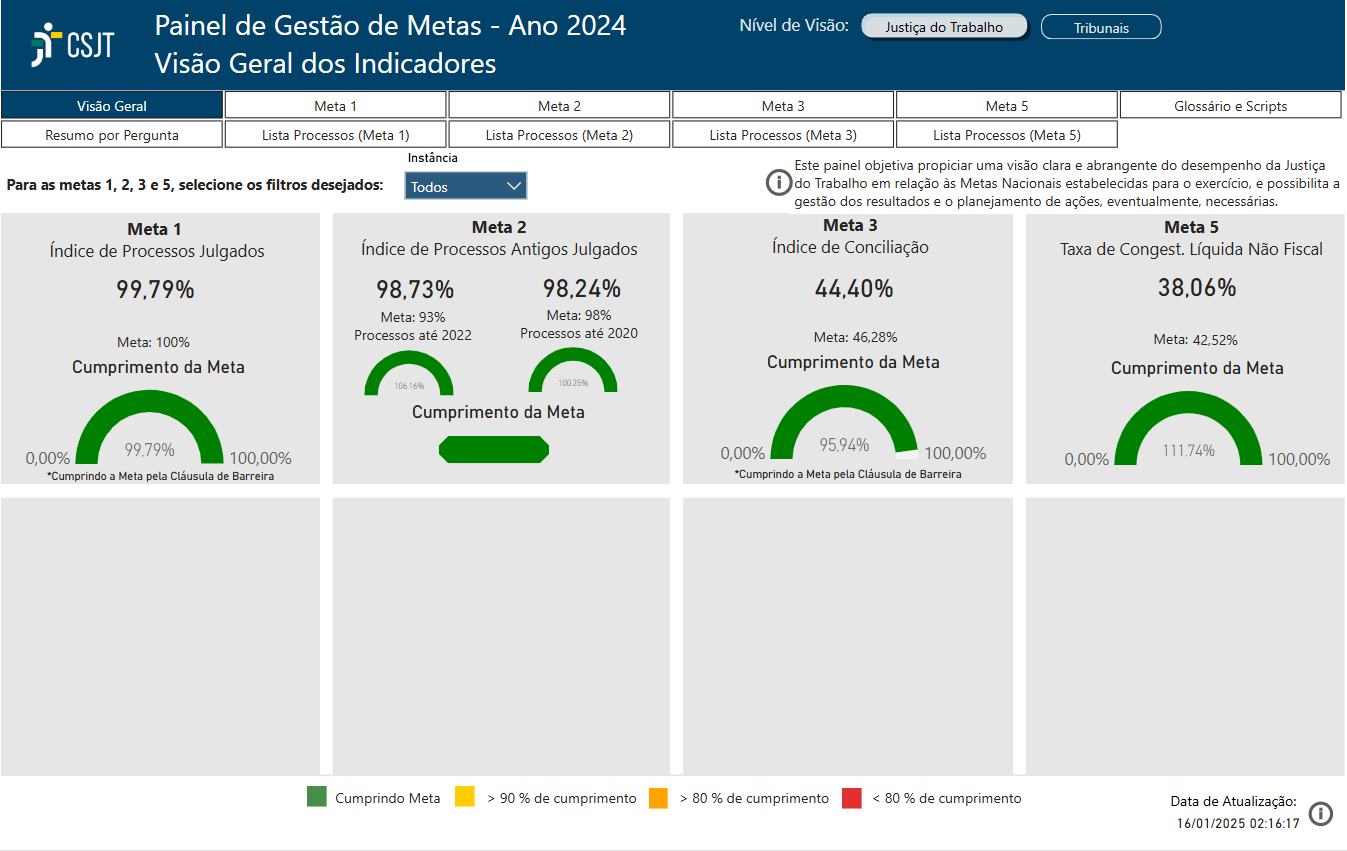 CSJT
Painel de Gestão de Metas - Ano 2024
Visão Geral dos Indicadores
Nível de Visão:
Justiça do Trabalho
Tribunais
Visão Geral
Meta 1
Meta 2
Meta 3
Meta 5
Glossário e Scripts
Resumo por Pergunta
Lista Processos (Meta 1)
Lista Processos (Meta 2)
Lista Processos (Meta 3)
Lista Processos (Meta 5)
Para as metas 1, 2, 3 e 5, selecione os filtros desejados:
Instância
Todos
Este painel objetiva propiciar uma visão clara e abrangente do desempenho da Justiça
do Trabalho em relação às Metas Nacionais estabelecidas para o exercício, e possibilita a
gestão dos resultados e o planejamento de ações, eventualmente, necessárias.
Meta 1
Índice de Processos Julgados
99,79%
Meta: 100%
Cumprimento da Meta
99.79%
0,00%
100,00%
*Cumprindo a Meta pela Cláusula de Barreira
Meta 2
Índice de Processos Antigos Julgados
98,73%
98,24%
Meta: 93%
Processos até 2022
Meta: 98%
Processos até 2020
106.16%
100.25%
Cumprimento da Meta
Meta 3
Índice de Conciliação
44,40%
Meta: 46,28%
Cumprimento da Meta
95.94%
0,00%
100,00%
*Cumprindo a Meta pela Cláusula de Barreira
Meta 5
Taxa de Congest. Líquida Não Fiscal
38,06%
Meta: 42,52%
Cumprimento da Meta
111.74%
0,00%
100,00%
Cumprindo Meta
> 90 % de cumprimento
> 80 % de cumprimento
< 80 % de cumprimento
Data de Atualização:
16/01/2025 02:16:17